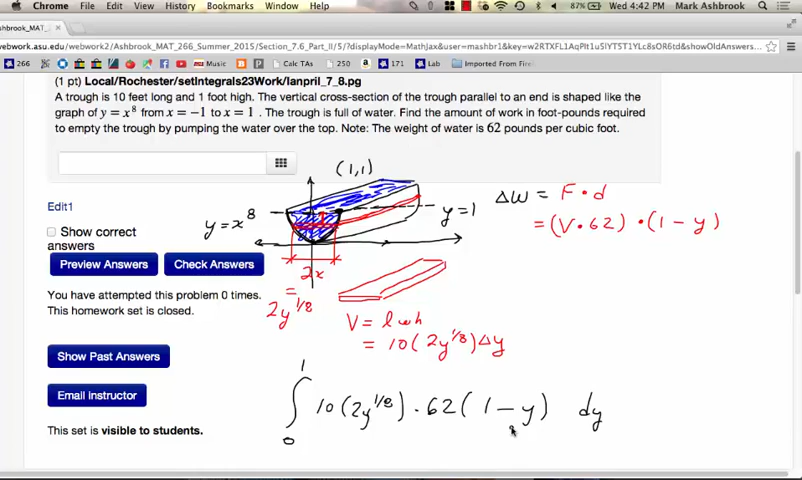 Chrome File Edit View History Bookmarks Window Help 87% Wed 4:42 PM Mark Ashbrook
shbrook_MAT_
webwork.asu.edu/webwork2/Ashbrook_MAT_266_Summer_2015/Section_7.6_Part_II/5/?displayMode=MathJax&user=mashbr1&key=
266 Music Calc TAs 250 171 Lab Imported From Firef
(1 pt) Local/Rochester/setIntegrals23Work/lanpril_7_8.pg
A trough is 10 feet long and 1 foot high. The vertical cross-section of the trough parallel to an end is shaped like the
graph of y = x⁸ from x = −1 to x = 1 . The trough is full of water. Find the amount of work in foot-pounds required
to empty the trough by pumping the water over the top. Note: The weight of water is 62 pounds per cubic foot.
(1,1)
Edit1
Show correct
answers
Preview Answers Check Answers
You have attempted this problem 0 times.
This homework set is closed.
Show Past Answers
Email instructor
This set is visible to students.
y = x⁸
y = 1
2x
=
2y^{1/8}
ΔW = F · d
= (V · 62) · (1 − y)
V = lwh
= 10(2y^{1/8})Δy
∫₀¹ 10(2y^{1/8}) · 62(1 − y) dy